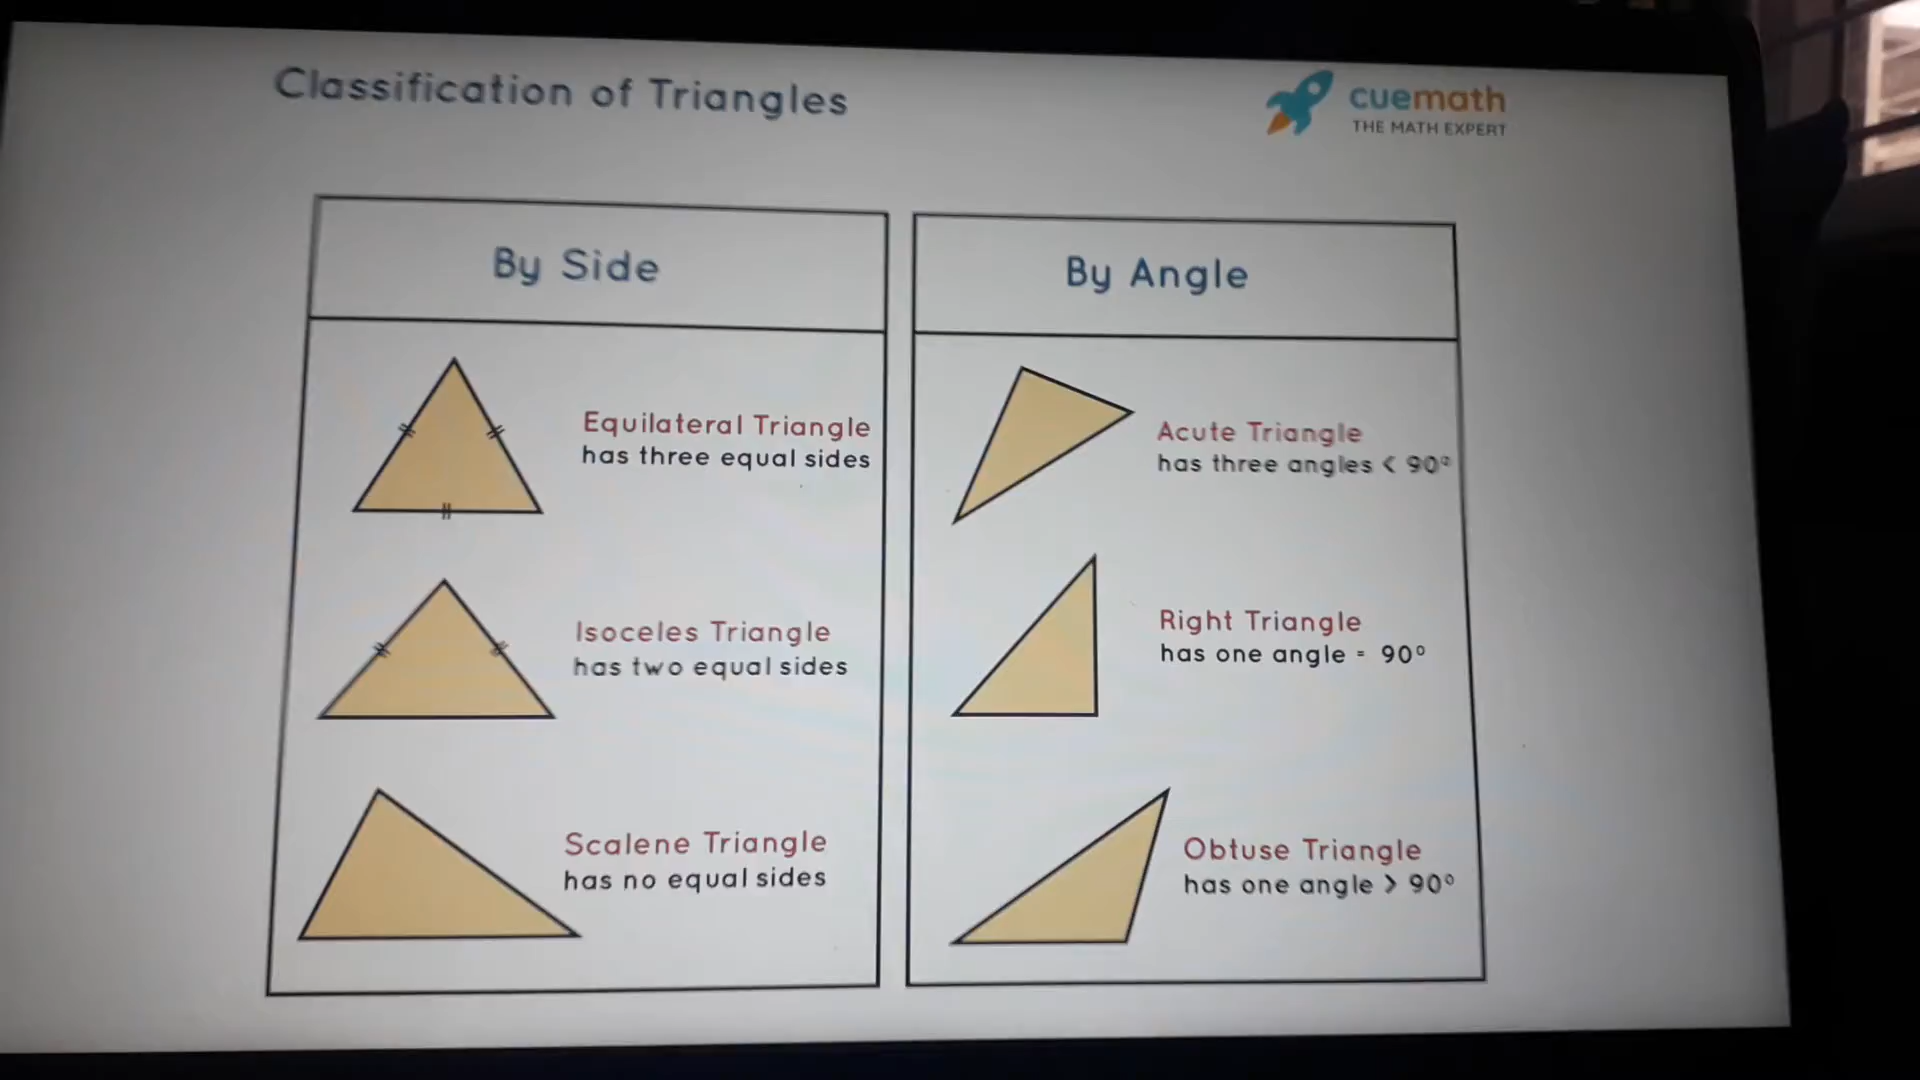 Classification of Triangles
cuemath
THE MATH EXPERT
By Side
Equilateral Triangle
has three equal sides
Isoceles Triangle
has two equal sides
Scalene Triangle
has no equal sides
By Angle
Acute Triangle
has three angles < 90°
Right Triangle
has one angle = 90°
Obtuse Triangle
has one angle > 90°